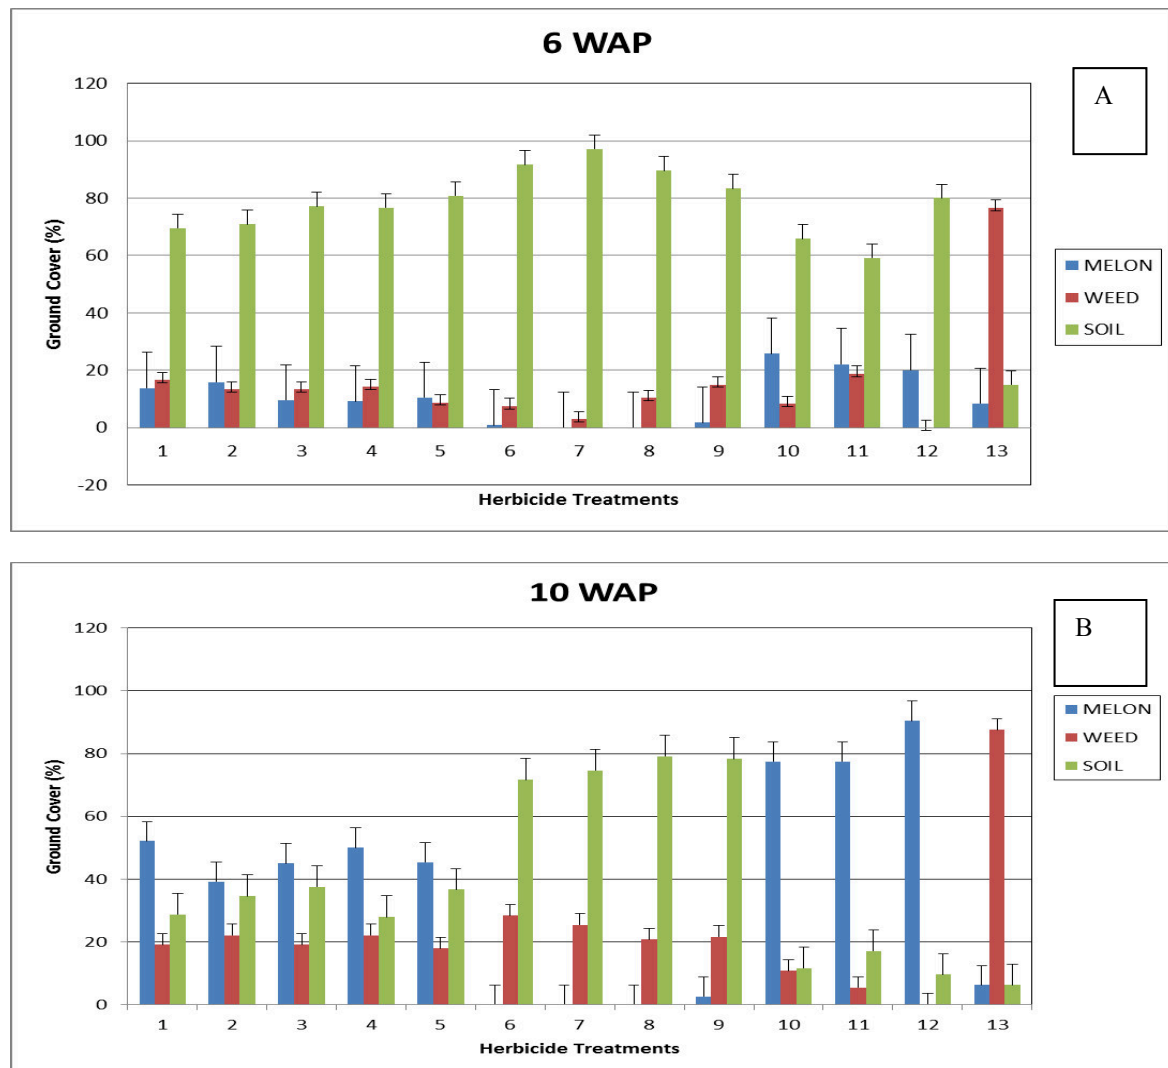 6 WAP
A
120
100
80
60
40
20
0
-20
Ground Cover (%)
1 2 3 4 5 6 7 8 9 10 11 12 13
Herbicide Treatments
MELON
WEED
SOIL
10 WAP
B
120
100
80
60
40
20
0
Ground Cover (%)
1 2 3 4 5 6 7 8 9 10 11 12 13
Herbicide Treatments
MELON
WEED
SOIL